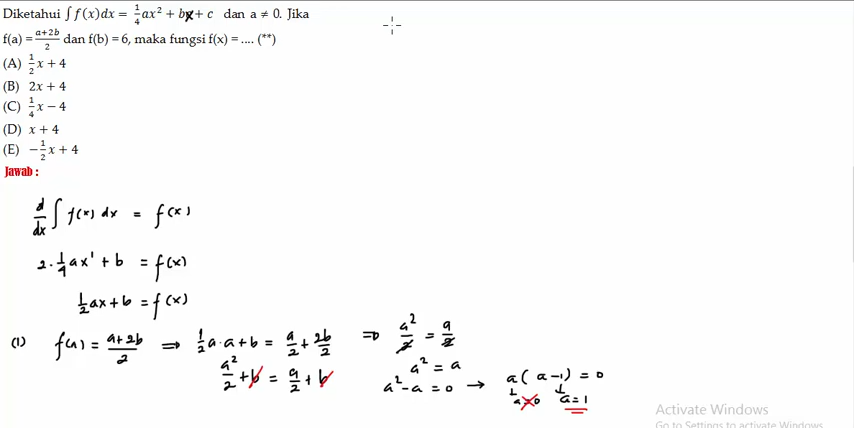 Diketahui ∫ f(x)dx = 1/4 ax² + bx + c dan a ≠ 0. Jika
f(a) = (a+2b)/2 dan f(b) = 6, maka fungsi f(x) = .... (**)
(A) 1/2 x + 4
(B) 2x + 4
(C) 1/4 x − 4
(D) x + 4
(E) −1/2 x + 4
Jawab :
d/dx ∫ f(x) dx = f(x)
2 · 1/4 ax¹ + b = f(x)
1/2 ax + b = f(x)
(1) f(a) = (a+2b)/2 ⇒ 1/2 a · a + b = a/2 + 2b/2 ⇒ a²/2 = a/2
a²/2 + b = a/2 + b
a² = a
a² − a = 0 → a( a − 1) = 0
↓ a=0 ↓ a=1
Activate Windows
Go to Settings to activate Windows.